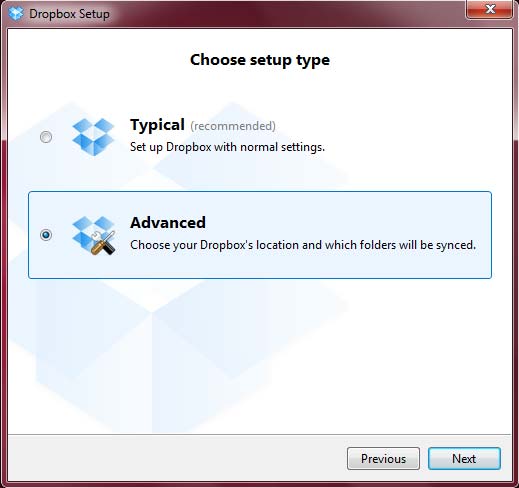 Dropbox Setup
Choose setup type
Typical (recommended)
Set up Dropbox with normal settings.
Advanced
Choose your Dropbox's location and which folders will be synced.
Previous Next